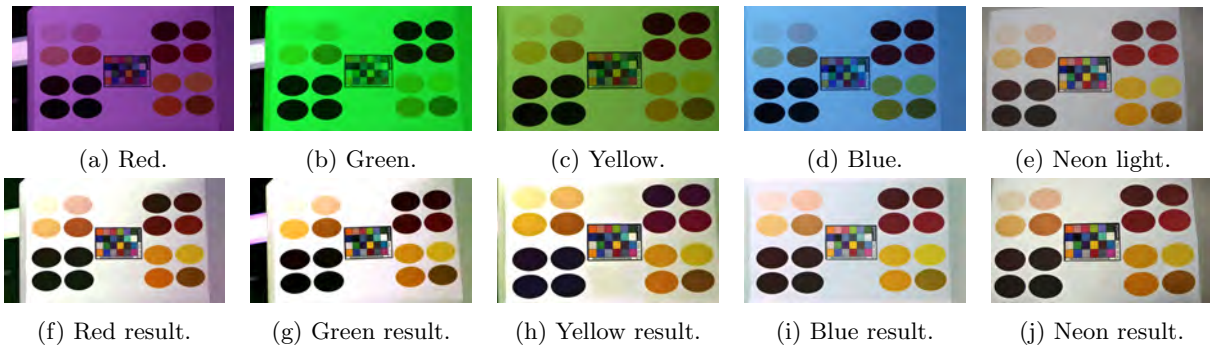 (a) Red.
(b) Green.
(c) Yellow.
(d) Blue.
(e) Neon light.
(f) Red result.
(g) Green result.
(h) Yellow result.
(i) Blue result.
(j) Neon result.